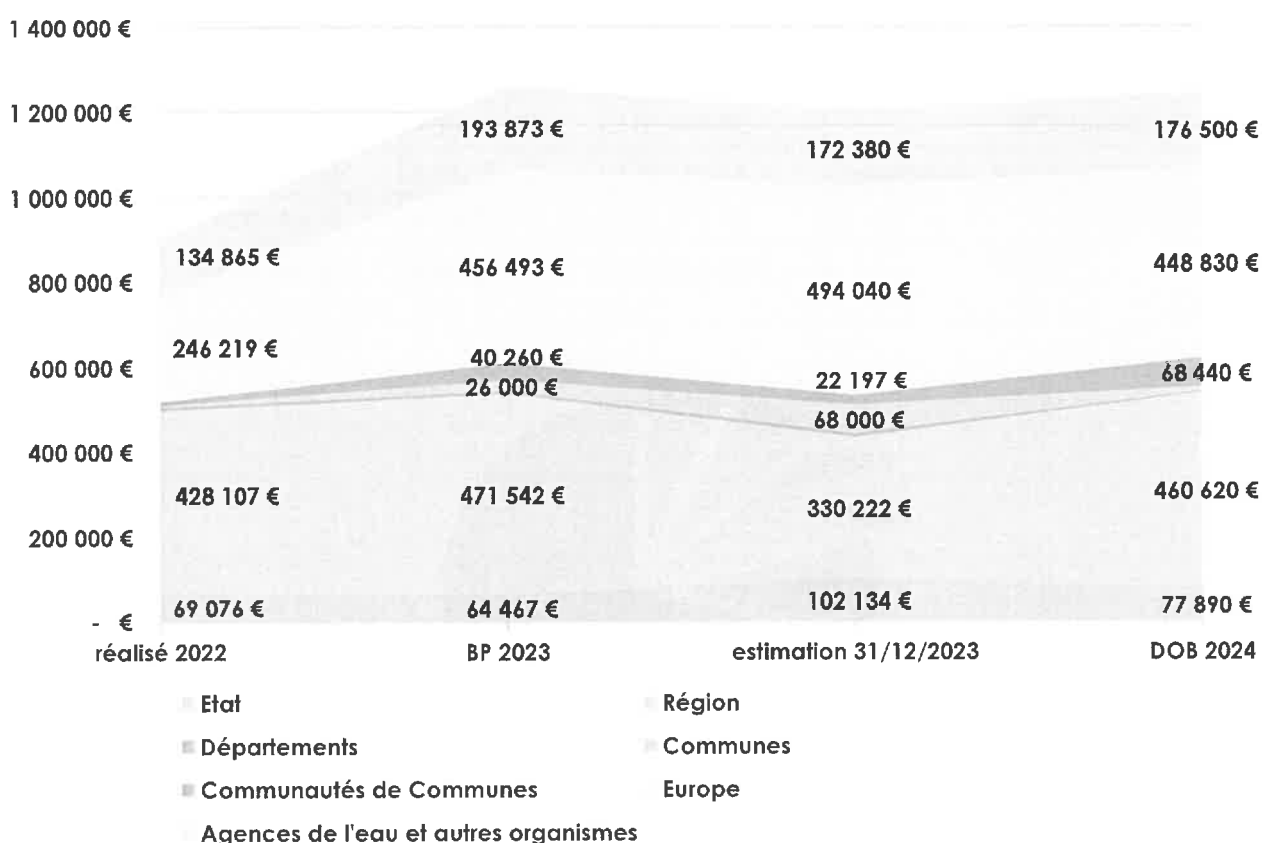 1 400 000 €
1 200 000 €
1 000 000 €
800 000 €
600 000 €
400 000 €
200 000 €
- €
193 873 €
172 380 €
176 500 €
134 865 €
456 493 €
494 040 €
448 830 €
246 219 €
40 260 €
22 197 €
68 440 €
26 000 €
68 000 €
428 107 €
471 542 €
330 222 €
460 620 €
69 076 €
64 467 €
102 134 €
77 890 €
réalisé 2022
BP 2023
estimation 31/12/2023
DOB 2024
Etat
Région
Départements
Communes
Communautés de Communes
Europe
Agences de l'eau et autres organismes